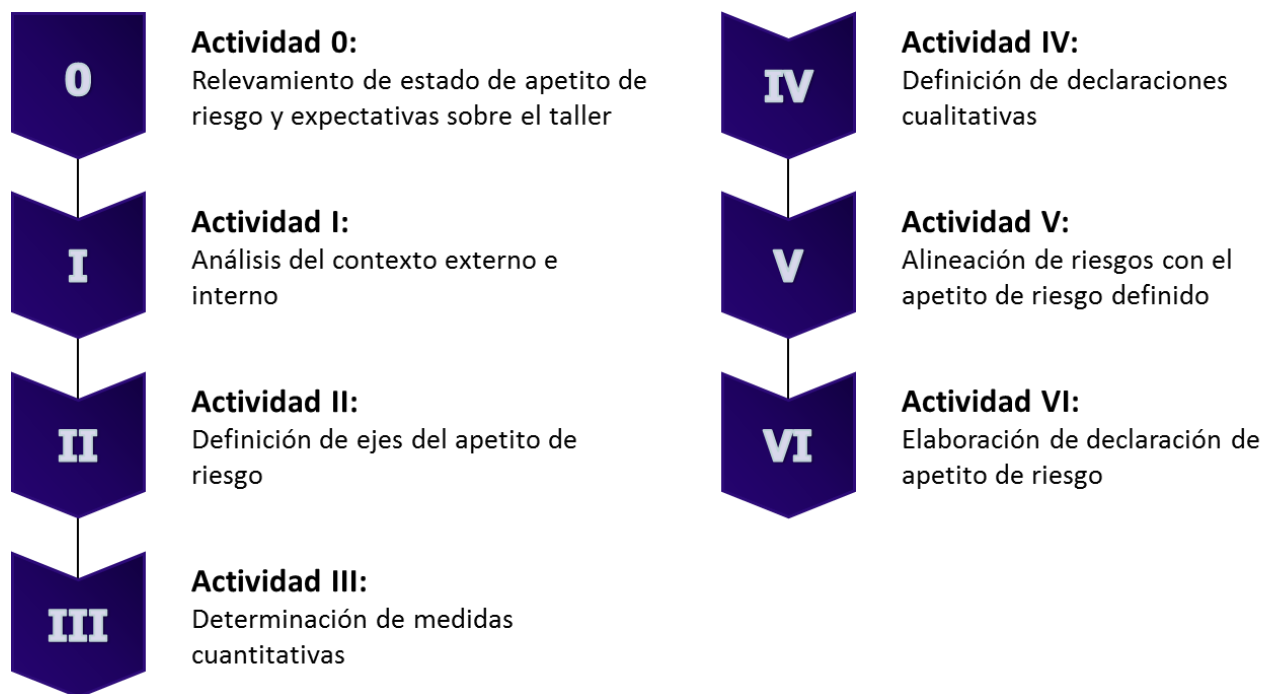 0
Actividad 0:
Relevamiento de estado de apetito de
riesgo y expectativas sobre el taller
I
Actividad I:
Análisis del contexto externo e
interno
II
Actividad II:
Definición de ejes del apetito de
riesgo
III
Actividad III:
Determinación de medidas
cuantitativas
IV
Actividad IV:
Definición de declaraciones
cualitativas
V
Actividad V:
Alineación de riesgos con el
apetito de riesgo definido
VI
Actividad VI:
Elaboración de declaración de
apetito de riesgo